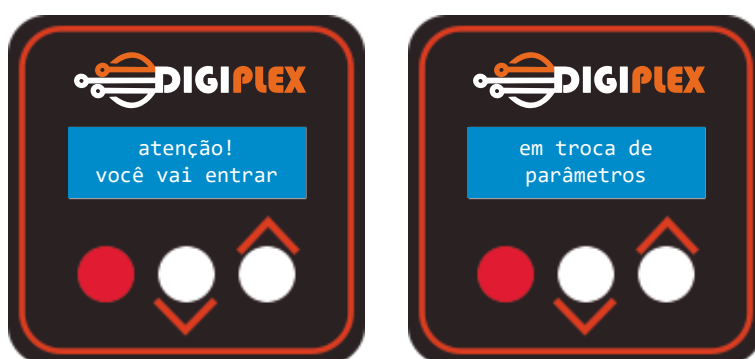 DIGIPLEX
atenção!
você vai entrar
DIGIPLEX
em troca de
parâmetros